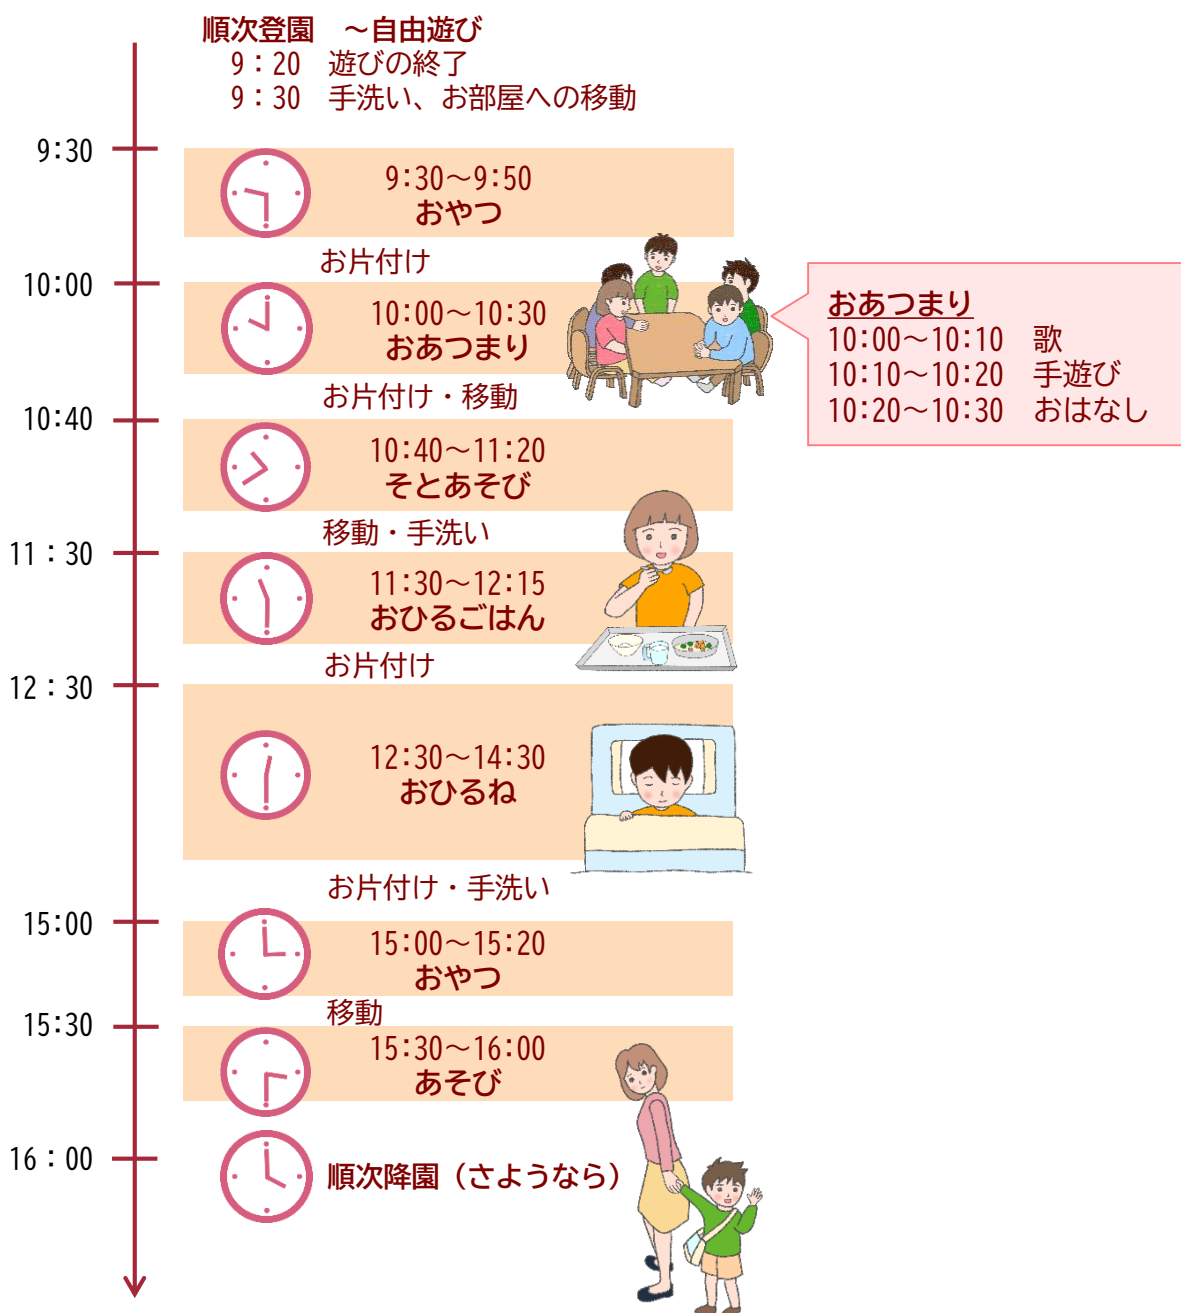 順次登園　～自由遊び
9：20　遊びの終了
9：30　手洗い、お部屋への移動
9:30
9:30～9:50
おやつ
お片付け
10:00
10:00～10:30
おあつまり
おあつまり
10:00～10:10　歌
10:10～10:20　手遊び
10:20～10:30　おはなし
お片付け・移動
10:40
10:40～11:20
そとあそび
移動・手洗い
11：30
11:30～12:15
おひるごはん
お片付け
12：30
12:30～14:30
おひるね
お片付け・手洗い
15:00
15:00～15:20
おやつ
移動
15:30
15:30～16:00
あそび
16：00
順次降園（さようなら）